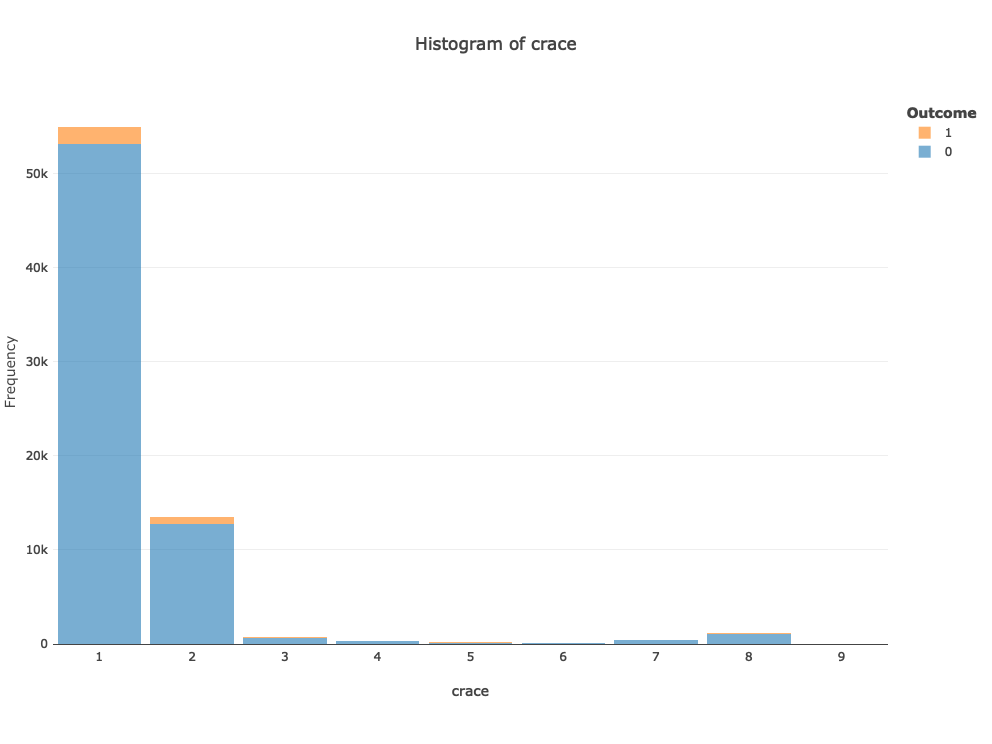 Histogram of crace
Outcome
1
0
50k
40k
30k
20k
10k
0
Frequency
1 2 3 4 5 6 7 8 9
crace